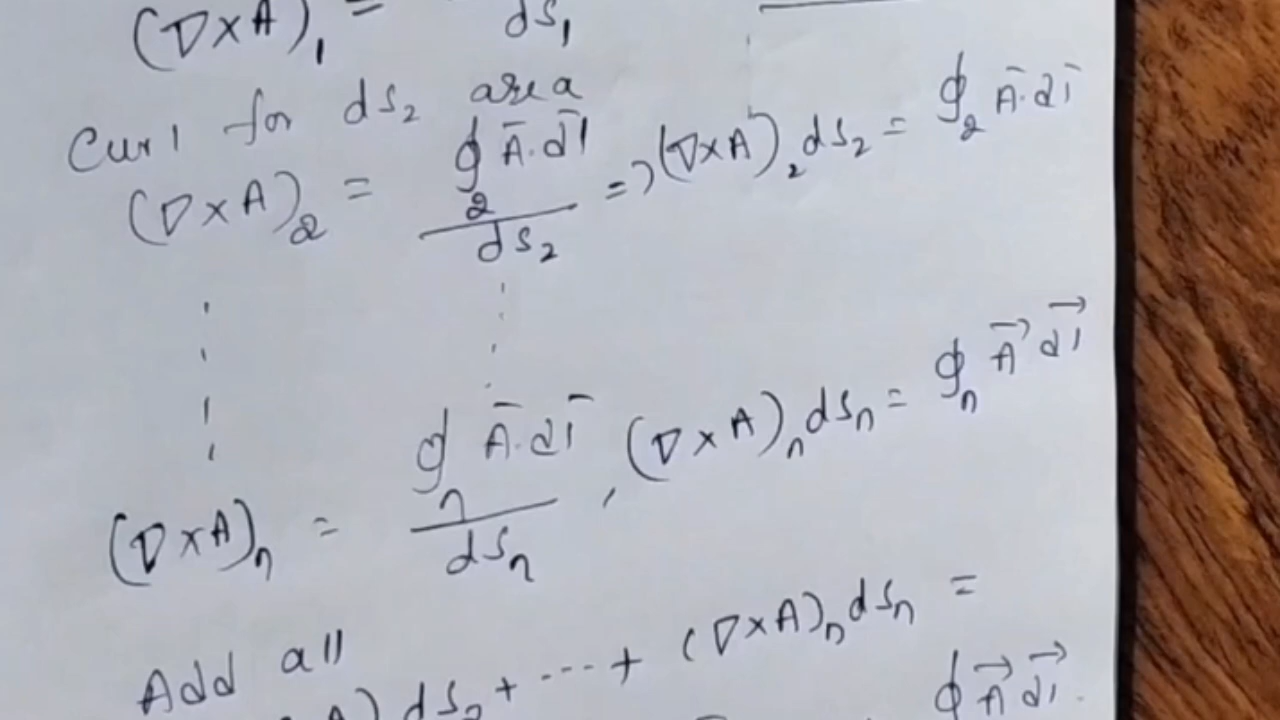 (∇×A)₁ = ds₁
Curl for ds₂ area
(∇×A)₂ = ∮₂ Ā·dl̄ / ds₂ => (∇×A)₂ ds₂ = ∮₂ Ā·dl̄
(∇×A)ₙ = ∮ₙ Ā·dl̄ / dsₙ , (∇×A)ₙ dsₙ = ∮ₙ A⃗ dl⃗
Add all
A) ds₂ + ---- + (∇×A)ₙ dsₙ =
∮ A⃗ dl⃗.